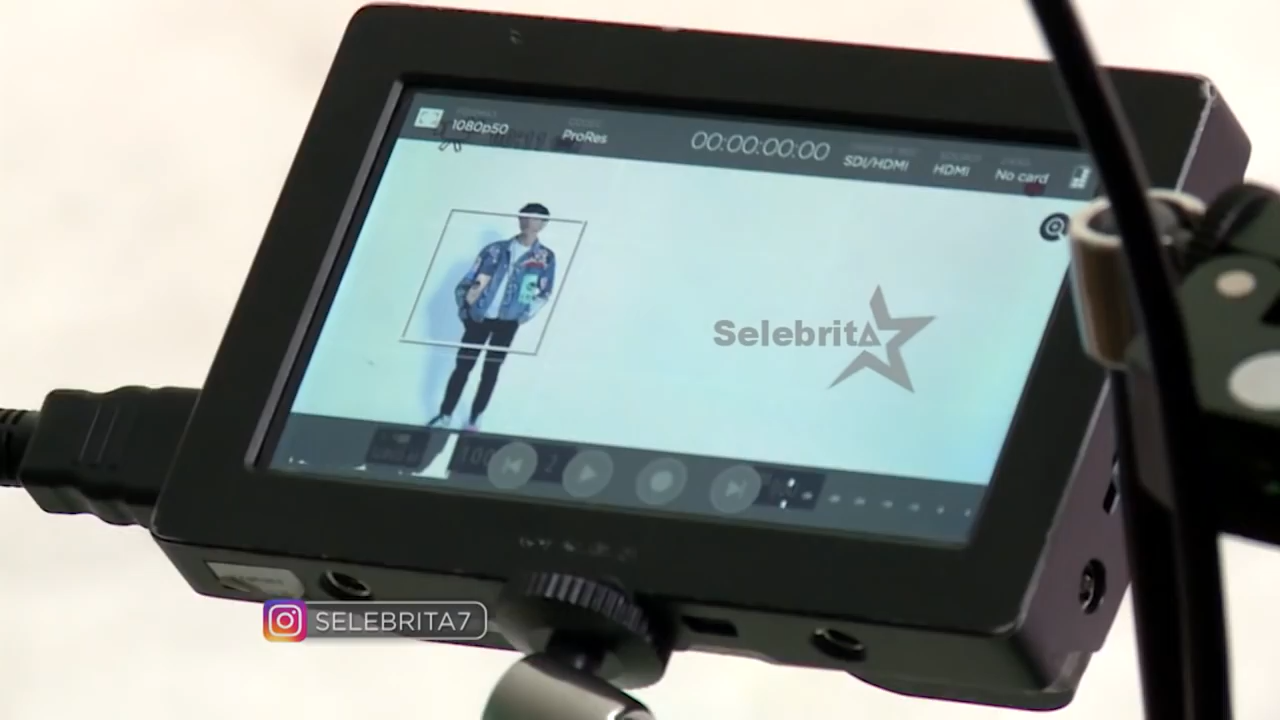 1080p50
ProRes
00:00:00:00
SDI/HDMI
HDMI
No card
Selebrita
SELEBRITA7